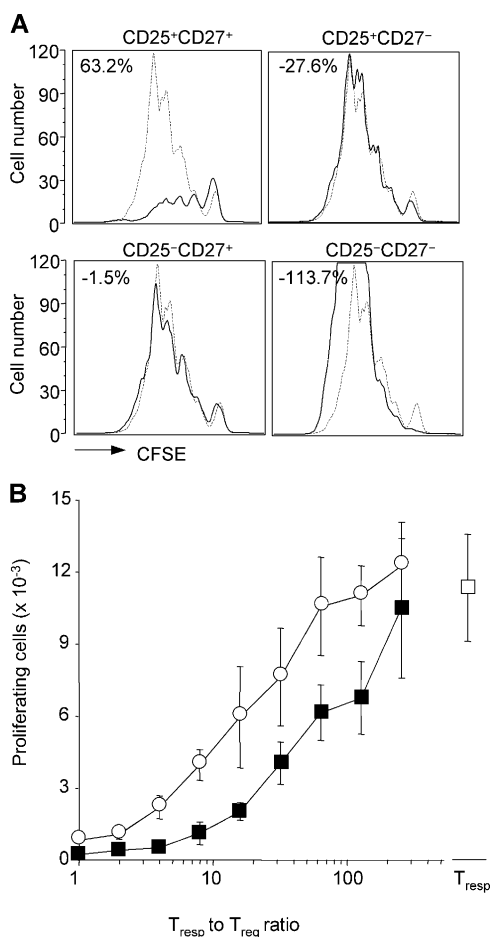 A
CD25⁺CD27⁺
CD25⁺CD27⁻
120
90
60
30
0
Cell number
63.2%
-27.6%
CD25⁻CD27⁺
CD25⁻CD27⁻
120
90
60
30
0
Cell number
-1.5%
-113.7%
CFSE
B
15
12
9
6
3
0
Proliferating cells (x 10⁻³)
1
10
100
Tresp
Tresp to Treg ratio